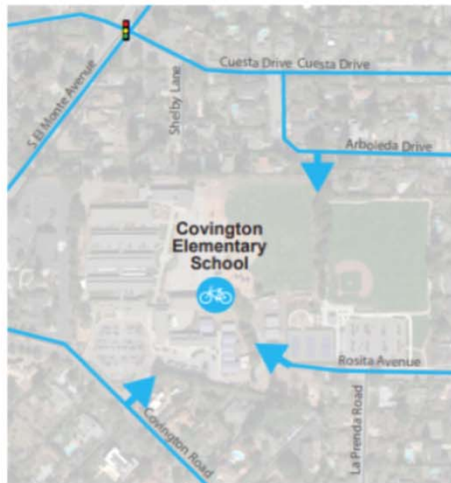 Cuesta Drive Cuesta Drive
S El Monte Avenue
Shelby Lane
Arboleda Drive
Covington
Elementary
School
Rosita Avenue
La Prenda Road
Covington Road